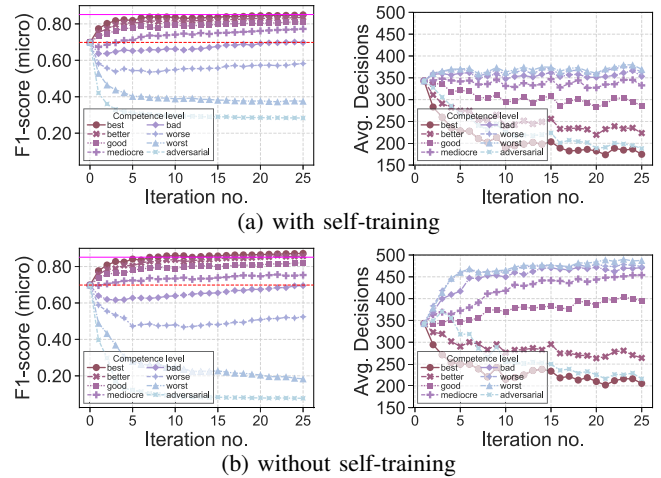 F1-score (micro)
0.80
0.60
0.40
0.20
Competence level
best
better
good
mediocre
bad
worse
worst
adversarial
0 5 10 15 20 25
Iteration no.
Avg. Decisions
500
450
400
350
300
250
200
150
Competence level
best
better
good
mediocre
bad
worse
worst
adversarial
0 5 10 15 20 25
Iteration no.
(a) with self-training
F1-score (micro)
0.80
0.60
0.40
0.20
Competence level
best
better
good
mediocre
bad
worse
worst
adversarial
0 5 10 15 20 25
Iteration no.
Avg. Decisions
500
450
400
350
300
250
200
150
Competence level
best
better
good
mediocre
bad
worse
worst
adversarial
0 5 10 15 20 25
Iteration no.
(b) without self-training